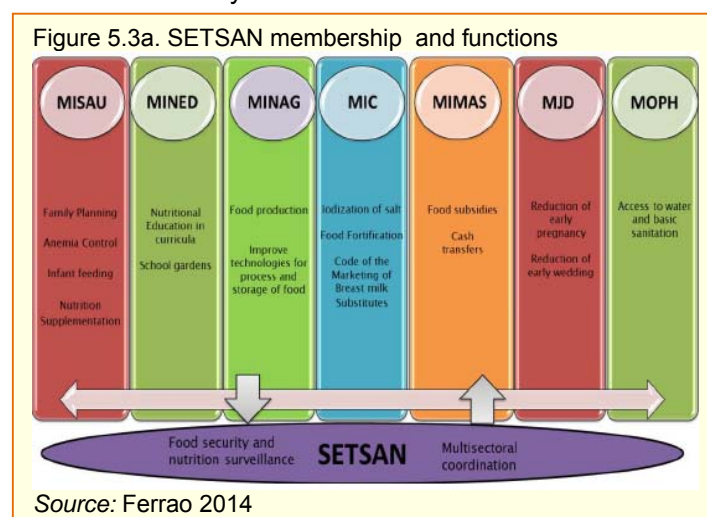 Figure 5.3a. SETSAN membership and functions
MISAU
MINED
MINAG
MIC
MIMAS
MJD
MOPH
Family Planning
Anemia Control
Infant feeding
Nutrition
Supplementation
Nutritional
Education in
curricula
School gardens
Food production
Improve
technologies for
process and
storage of food
Iodization of salt
Food Fortification
Code of the
Marketing of
Breast milk
Substitutes
Food subsidies
Cash
transfers
Reduction of
early
pregnancy
Reduction of
early wedding
Access to water
and basic
sanitation
Food security and
nutrition surveillance
SETSAN
Multisectoral
coordination
Source: Ferrao 2014